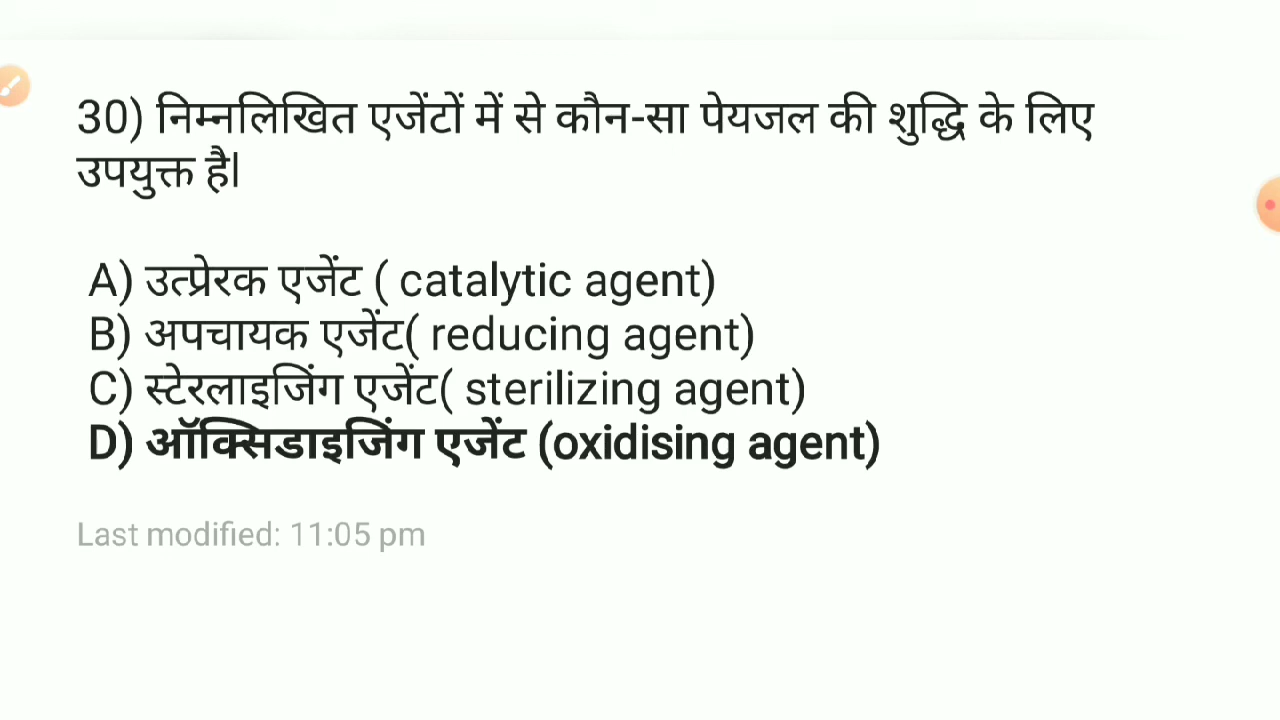 30) निम्नलिखित एजेंटों में से कौन-सा पेयजल की शुद्धि के लिए
उपयुक्त है।
A) उत्प्रेरक एजेंट ( catalytic agent)
B) अपचायक एजेंट( reducing agent)
C) स्टेरलाइजिंग एजेंट( sterilizing agent)
D) ऑक्सिडाइजिंग एजेंट (oxidising agent)
Last modified: 11:05 pm